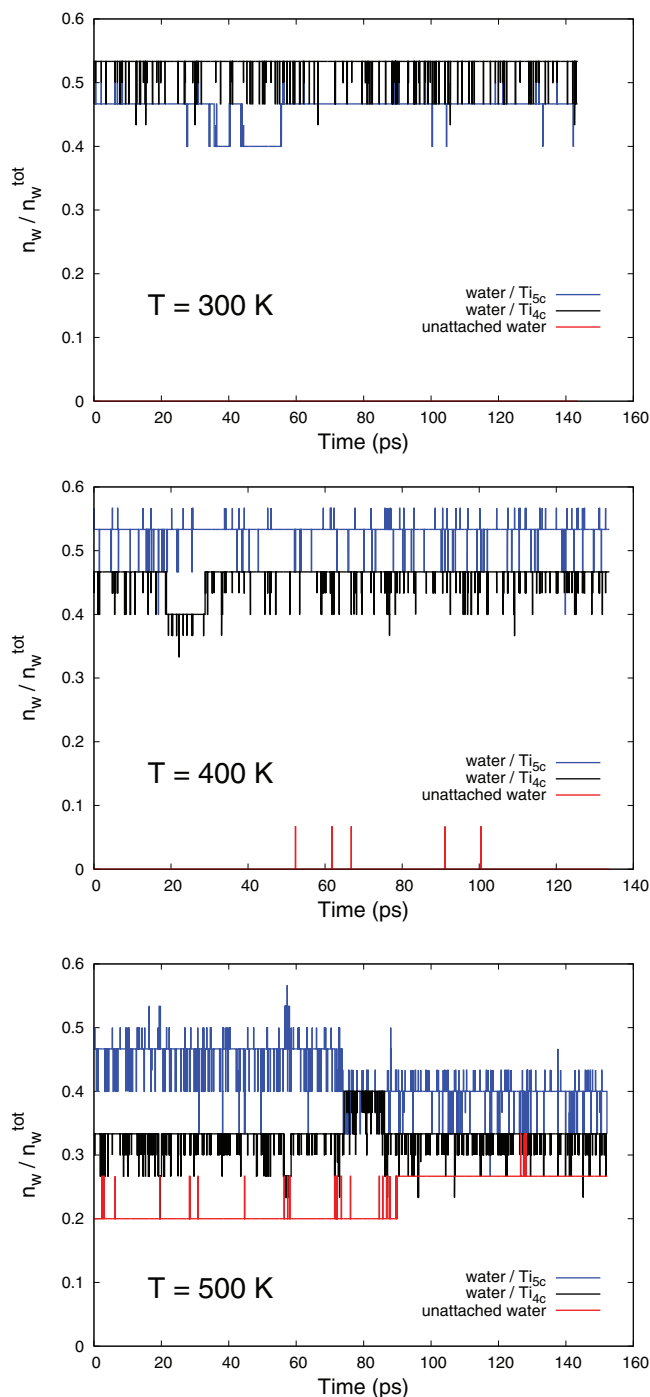 0.6
0.5
0.4
0.3
0.2
0.1
0
n_w / n_w^tot
T = 300 K
water / Ti_5c
water / Ti_4c
unattached water
0 20 40 60 80 100 120 140 160
Time (ps)
0.6
0.5
0.4
0.3
0.2
0.1
0
n_w / n_w^tot
T = 400 K
water / Ti_5c
water / Ti_4c
unattached water
0 20 40 60 80 100 120 140
Time (ps)
0.6
0.5
0.4
0.3
0.2
0.1
0
n_w / n_w^tot
T = 500 K
water / Ti_5c
water / Ti_4c
unattached water
0 20 40 60 80 100 120 140 160
Time (ps)